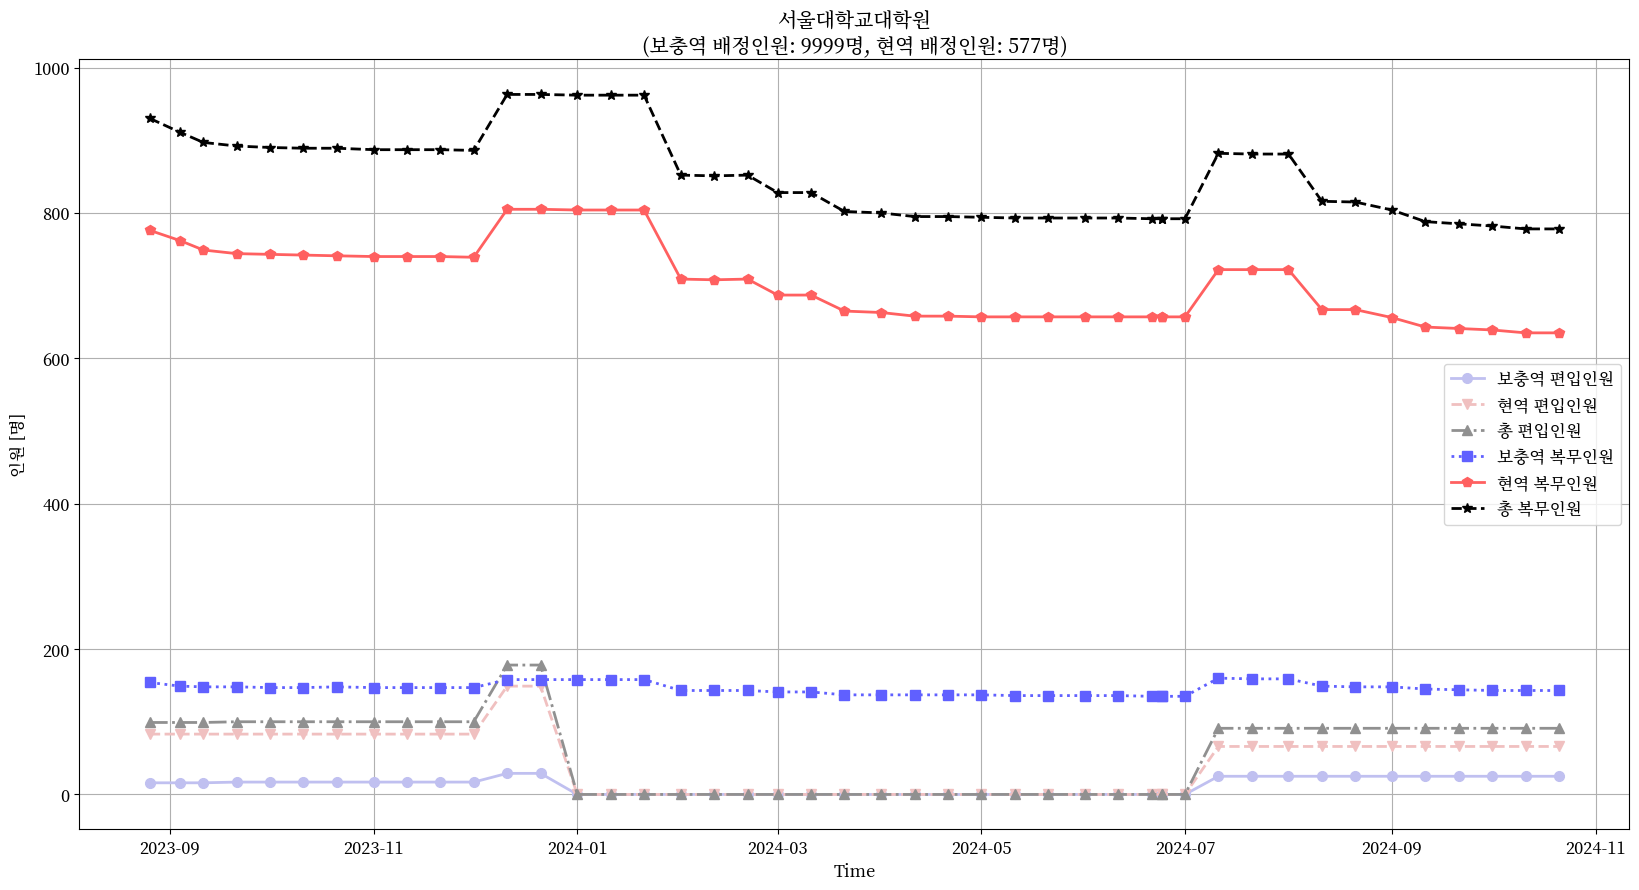 서울대학교대학원
(보충역 배정인원: 9999명, 현역 배정인원: 577명)
1000
800
600
400
200
0
인원 [명]
보충역 편입인원
현역 편입인원
총 편입인원
보충역 복무인원
현역 복무인원
총 복무인원
2023-09
2023-11
2024-01
2024-03
2024-05
2024-07
2024-09
2024-11
Time